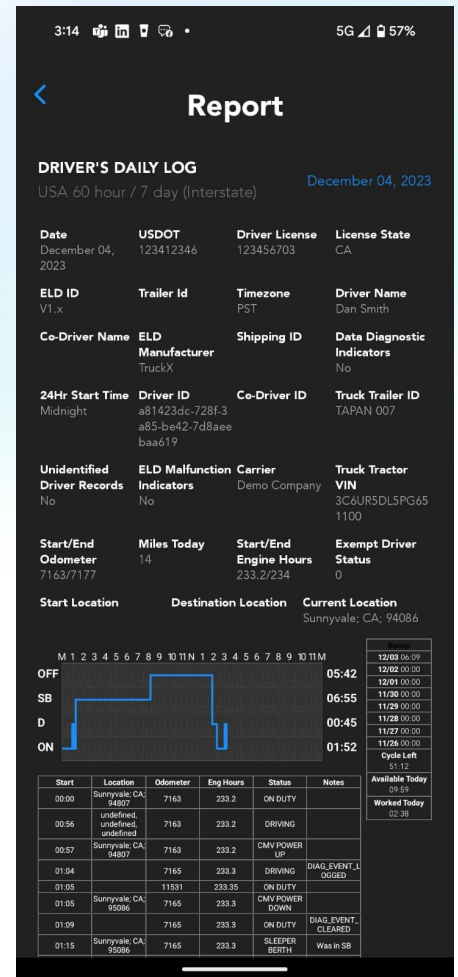 3:14
5G 57%
Report
DRIVER'S DAILY LOG
USA 60 hour / 7 day (Interstate)
December 04, 2023
Date USDOT Driver License License State
December 04, 2023 123412346 123456703 CA
ELD ID Trailer Id Timezone Driver Name
V1.x PST Dan Smith
Co-Driver Name ELD Manufacturer Shipping ID Data Diagnostic Indicators
TruckX No
24Hr Start Time Driver ID Co-Driver ID Truck Trailer ID
Midnight a81423dc-728f-3a85-be42-7d8aeebaa619 TAPAN 007
Unidentified Driver Records ELD Malfunction Indicators Carrier Truck Tractor VIN
No No Demo Company 3C6UR5DL5PG651100
Start/End Odometer Miles Today Start/End Engine Hours Exempt Driver Status
7163/7177 14 233.2/234 0
Start Location Destination Location Current Location
Sunnyvale; CA; 94086
M 1 2 3 4 5 6 7 8 9 10 11 N 1 2 3 4 5 6 7 8 9 10 11 M
OFF 05:42
SB 06:55
D 00:45
ON 01:52
Recap
12/03 06:09
12/02 00:00
12/01 00:00
11/30 00:00
11/29 00:00
11/28 00:00
11/27 00:00
11/26 00:00
Cycle Left
51:12
Available Today
09:59
Worked Today
02:38
Start Location Odometer Eng Hours Status Notes
00:00 Sunnyvale; CA; 94807 7163 233.2 ON DUTY
00:56 undefined, undefined, undefined 7163 233.2 DRIVING
00:57 Sunnyvale; CA; 94807 7163 233.2 CMV POWER UP
01:04 7165 233.3 DRIVING DIAG_EVENT_LOGGED
01:05 11531 233.35 ON DUTY
01:05 Sunnyvale; CA; 95086 7165 233.3 CMV POWER DOWN
01:09 7165 233.3 ON DUTY DIAG_EVENT_CLEARED
01:15 Sunnyvale; CA; 95086 7165 233.3 SLEEPER BERTH Was in SB